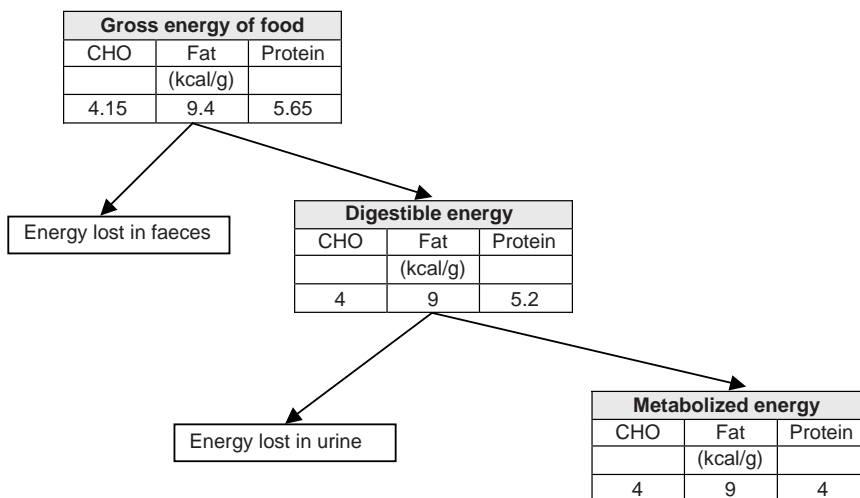 Gross energy of food
CHO Fat Protein
(kcal/g)
4.15 9.4 5.65
Energy lost in faeces
Digestible energy
CHO Fat Protein
(kcal/g)
4 9 5.2
Energy lost in urine
Metabolized energy
CHO Fat Protein
(kcal/g)
4 9 4